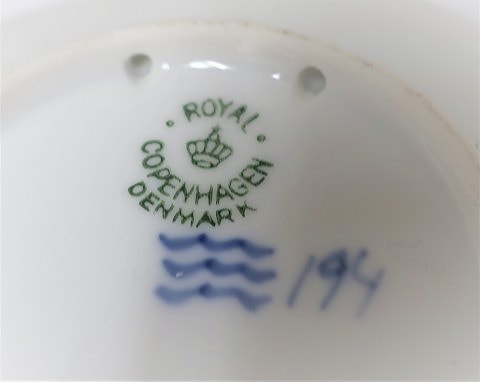 ROYAL
COPENHAGEN
DENMARK
194